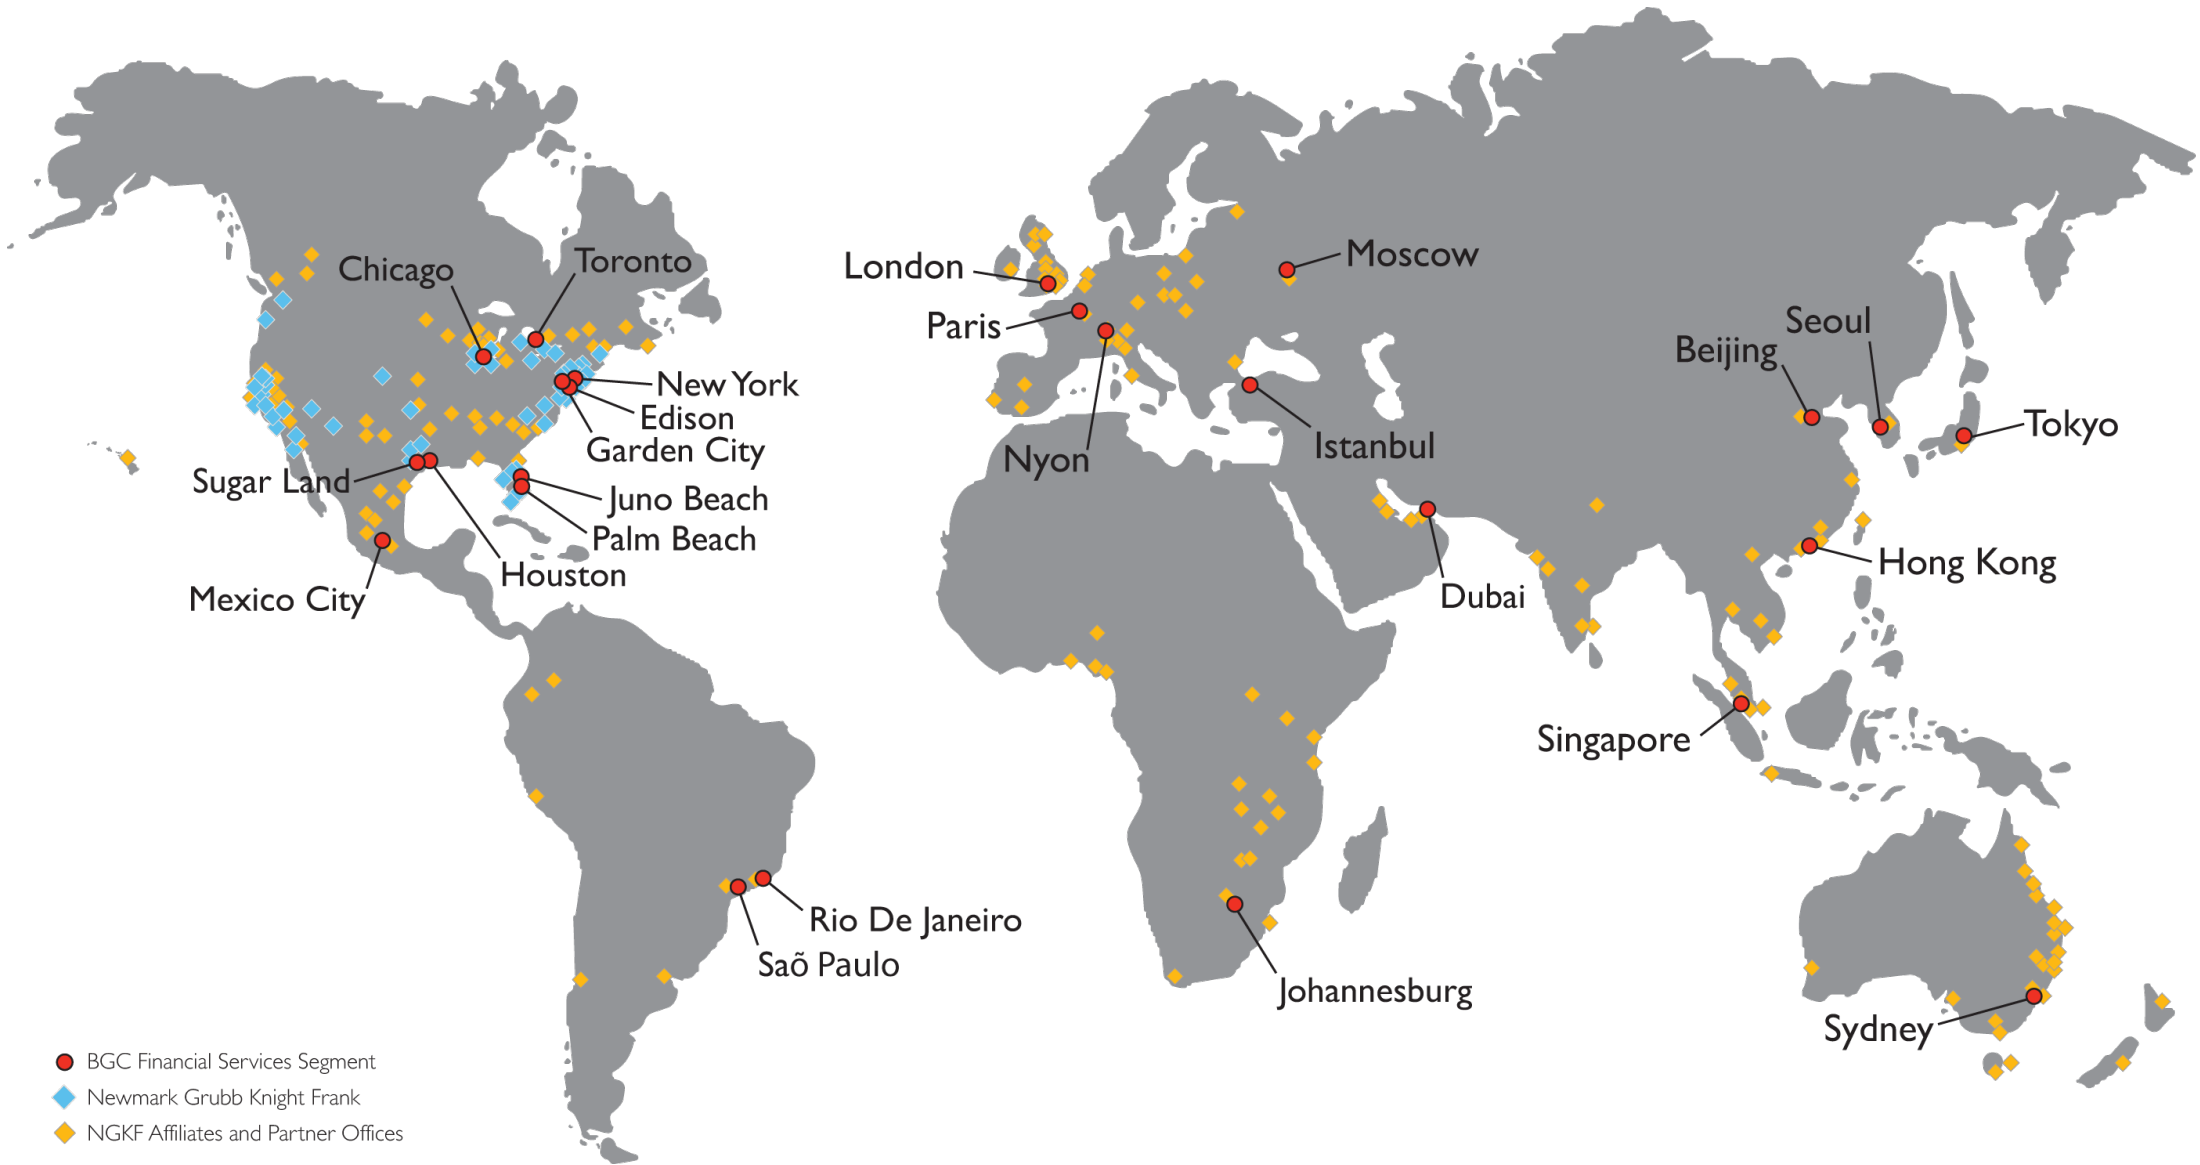 Chicago
Toronto
London
Moscow
Paris
Seoul
Beijing
New York
Edison
Garden City
Nyon
Istanbul
Tokyo
Sugar Land
Juno Beach
Palm Beach
Houston
Mexico City
Dubai
Hong Kong
Singapore
Rio De Janeiro
Saõ Paulo
Johannesburg
Sydney
BGC Financial Services Segment
Newmark Grubb Knight Frank
NGKF Affiliates and Partner Offices